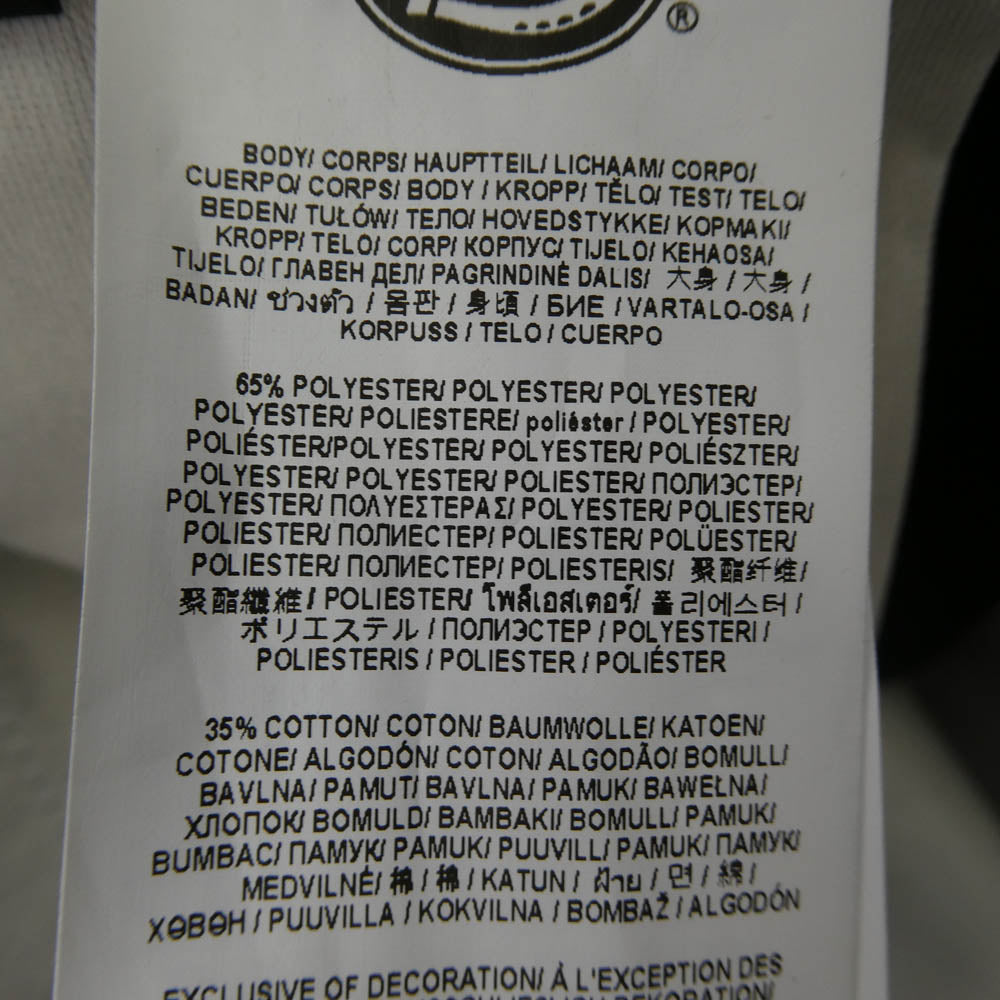 ®
BODY/ CORPS/ HAUPTTEIL/ LICHAAM/ CORPO/
CUERPO/ CORPS/ BODY / KROPP/ TĚLO/ TEST/ TELO/
BEDEN/ TUŁÓW/ ТЕЛО/ HOVEDSTYKKE/ ΚΟΡΜΑΚΙ/
KROPP/ TELO/ CORP/ КОРПУС/ TIJELO/ KEHAOSA/
TIJELO/ ГЛАВЕН ДЕЛ/ PAGRINDINĖ DALIS/ 大身 / 大身 /
BADAN/ ช่วงตัว / 몸판 / 身頃 / БИЕ / VARTALO-OSA /
KORPUSS / TELO / CUERPO
65% POLYESTER/ POLYESTER/ POLYESTER/
POLYESTER/ POLIESTERE/ poliéster / POLYESTER/
POLIÉSTER/POLYESTER/ POLYESTER/ POLIÉSZTER/
POLYESTER/ POLYESTER/ POLIESTER/ ПОЛИЭСТЕР/
POLYESTER/ ΠΟΛΥΕΣΤΕΡΑΣ/ POLYESTER/ POLIESTER/
POLIESTER/ ПОЛИЕСТЕР/ POLIESTER/ POLÜESTER/
POLIESTER/ ПОЛИЕСТЕР/ POLIESTERIS/ 聚酯纤维/
聚酯纖維/ POLIESTER/ โพลีเอสเตอร์/ 폴리에스터 /
ポリエステル / ПОЛИЭСТЕР / POLYESTERI /
POLIESTERIS / POLIESTER / POLIÉSTER
35% COTTON/ COTON/ BAUMWOLLE/ KATOEN/
COTONE/ ALGODÓN/ COTON/ ALGODÃO/ BOMULL/
BAVLNA/ PAMUT/ BAVLNA/ PAMUK/ BAWEŁNA/
ХЛОПОК/ BOMULD/ BAMBAKI/ BOMULL/ PAMUK/
BUMBAC/ ПАМУК/ PAMUK/ PUUVILL/ PAMUK/ ПАМУК/
MEDVILNĖ/ 棉 / 棉 / KATUN / ฝ้าย / 면 / 綿 /
ХӨВӨН / PUUVILLA / KOKVILNA / BOMBAŽ / ALGODÓN
EXCLUSIVE OF DECORATION/ À L'EXCEPTION DES